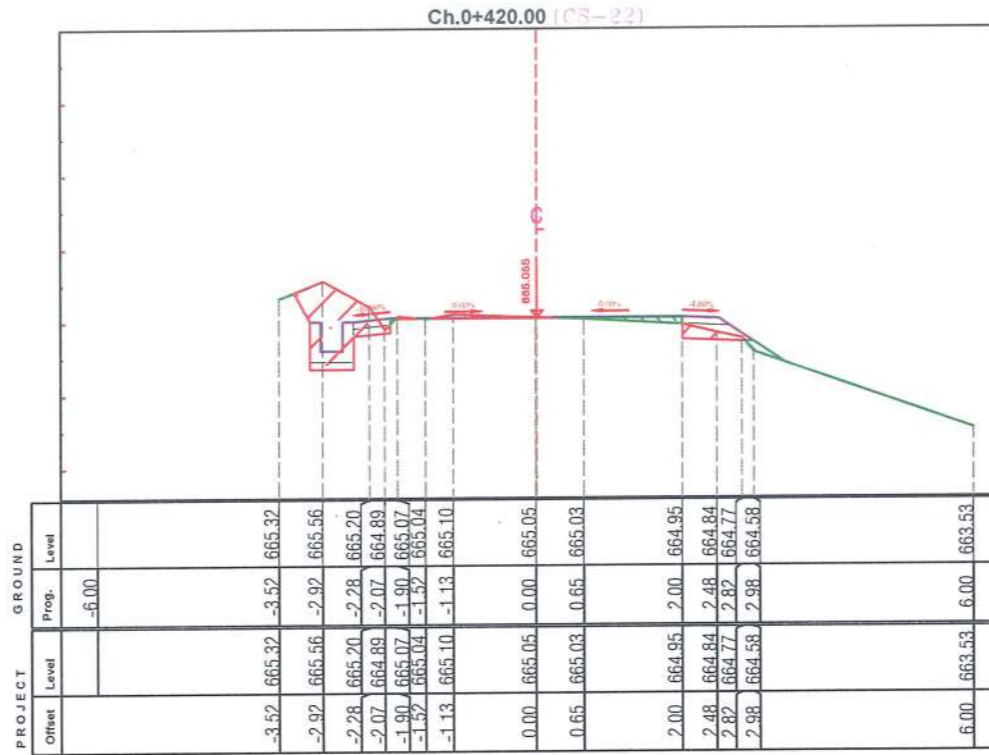 Ch.0+420.00 (CS-22)
C
665.055
0.00%
0.00%
GROUND
Level
665.32 665.56 665.20 664.89 665.07 665.04 665.10 665.05 665.03 664.95 664.84 664.77 664.58 663.53
Prog.
-6.00 -3.52 -2.92 -2.28 -2.07 -1.90 -1.52 -1.13 0.00 0.65 2.00 2.48 2.82 2.98 6.00
PROJECT
Level
665.32 665.56 665.20 664.89 665.07 665.04 665.10 665.05 665.03 664.95 664.84 664.77 664.58 663.53
Offset
-3.52 -2.92 -2.28 -2.07 -1.90 -1.52 -1.13 0.00 0.65 2.00 2.48 2.82 2.98 6.00